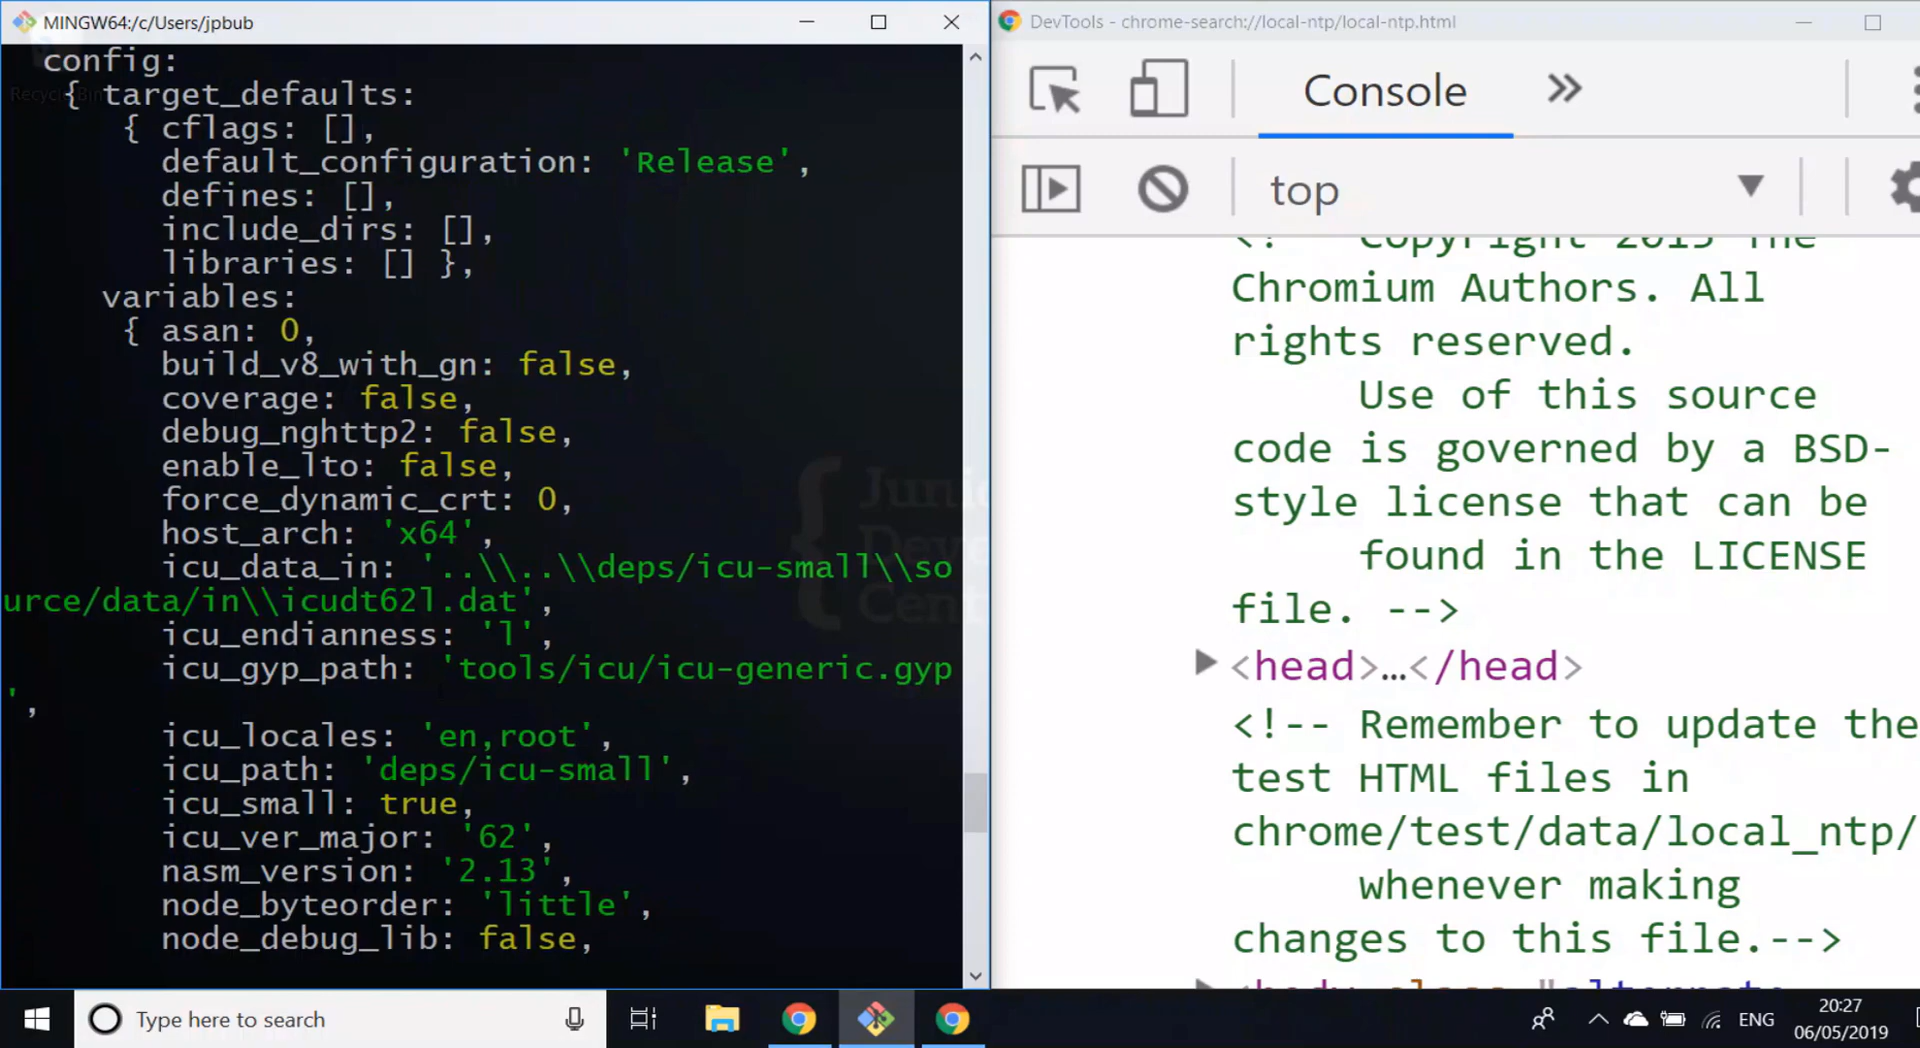 MINGW64:/c/Users/jpbub
config:
{ target_defaults:
{ cflags: [],
default_configuration: 'Release',
defines: [],
include_dirs: [],
libraries: [] },
variables:
{ asan: 0,
build_v8_with_gn: false,
coverage: false,
debug_nghttp2: false,
enable_lto: false,
force_dynamic_crt: 0,
host_arch: 'x64',
icu_data_in: '..\\..\\deps/icu-small\\so
urce/data/in\\icudt62l.dat',
icu_endianness: 'l',
icu_gyp_path: 'tools/icu/icu-generic.gyp
',
icu_locales: 'en,root',
icu_path: 'deps/icu-small',
icu_small: true,
icu_ver_major: '62',
nasm_version: '2.13',
node_byteorder: 'little',
node_debug_lib: false,
DevTools - chrome-search://local-ntp/local-ntp.html
Console
top
<!-- Copyright 2015 The
Chromium Authors. All
rights reserved.
Use of this source
code is governed by a BSD-
style license that can be
found in the LICENSE
file. -->
<head>…</head>
<!-- Remember to update the
test HTML files in
chrome/test/data/local_ntp/
whenever making
changes to this file.-->
<body class="alternate
Type here to search
ENG
20:27
06/05/2019